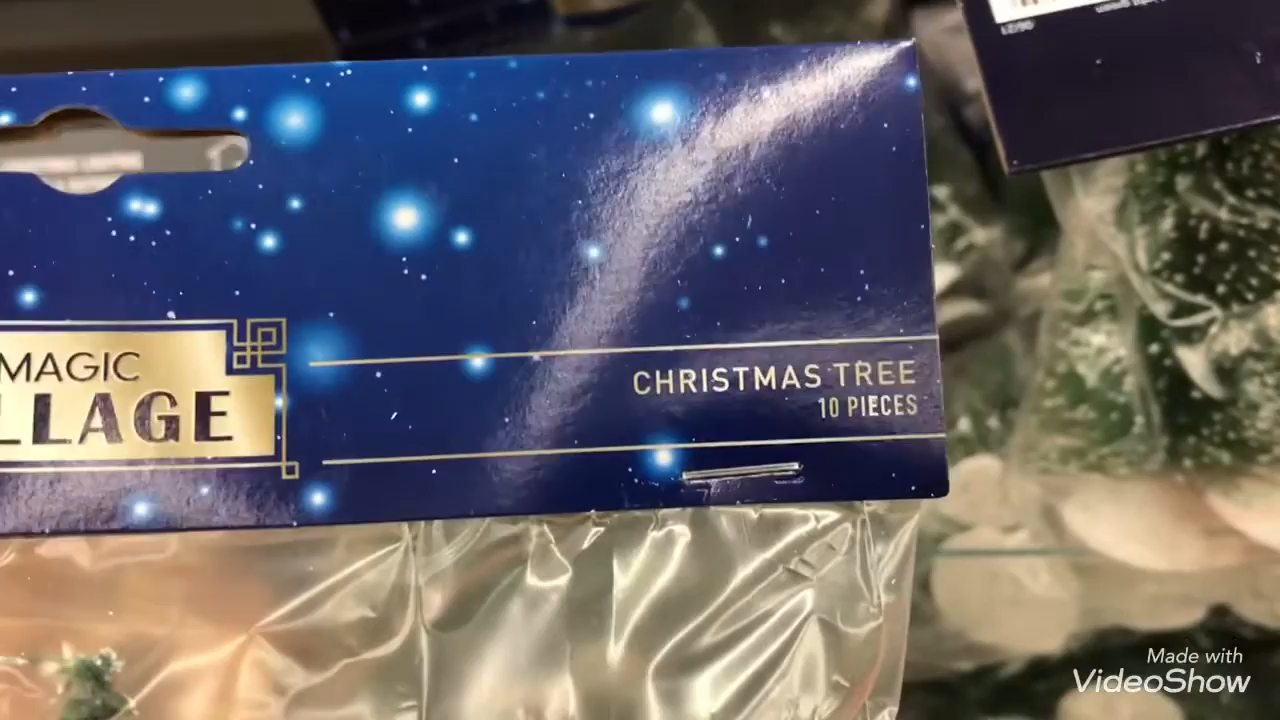 MAGIC
LLAGE
CHRISTMAS TREE
10 PIECES
Made with
VideoShow